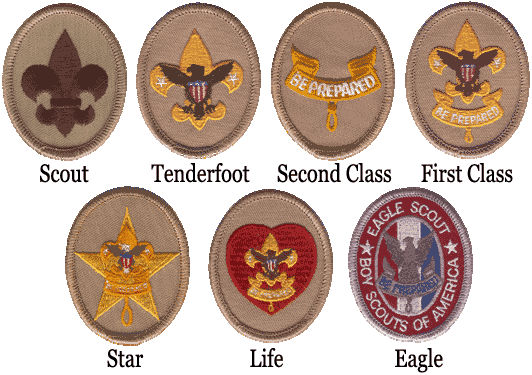 BE PREPARED
BE PREPARED
Scout
Tenderfoot
Second Class
First Class
EAGLE SCOUT
BE PREPARED
BOY SCOUTS OF AMERICA
Star
Life
Eagle